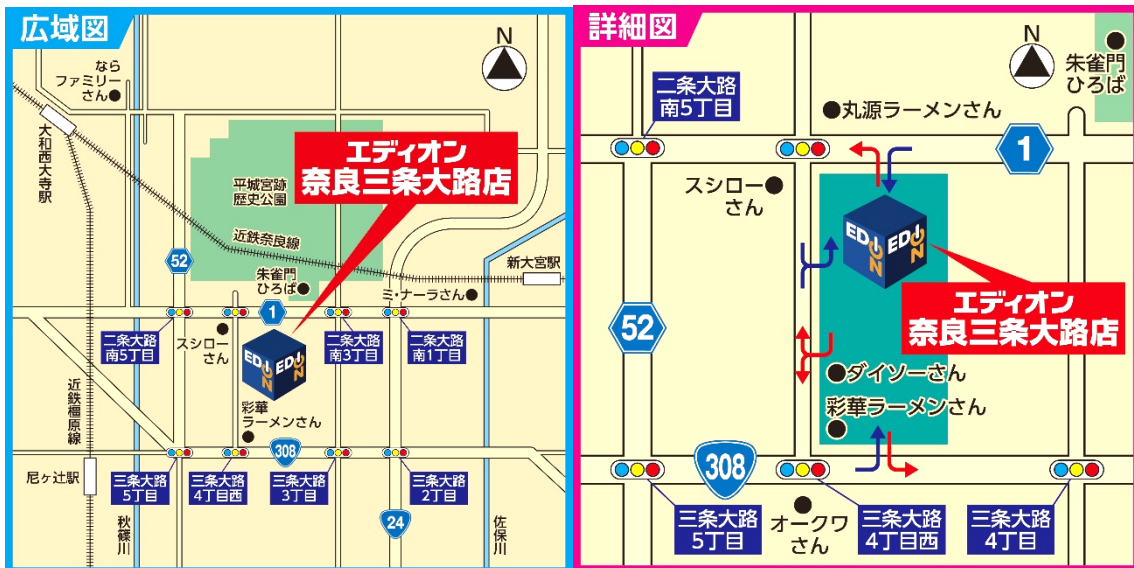 広域図
N
なら
ファミリー
さん
大和西大寺駅
平城宮跡
歴史公園
エディオン
奈良三条大路店
近鉄奈良線
52
朱雀門
ひろば
新大宮駅
ミ・ナーラさん
1
二条大路
南5丁目
スシロー
さん
二条大路
南3丁目
二条大路
南1丁目
EDION
EDION
近鉄橿原線
彩華
ラーメンさん
308
尼ヶ辻駅
三条大路
5丁目
三条大路
4丁目西
三条大路
3丁目
三条大路
2丁目
24
秋篠川
佐保川
詳細図
N
朱雀門
ひろば
二条大路
南5丁目
丸源ラーメンさん
1
スシロー
さん
EDION
EDION
エディオン
奈良三条大路店
52
ダイソーさん
彩華ラーメンさん
308
三条大路
5丁目
オークワ
さん
三条大路
4丁目西
三条大路
4丁目